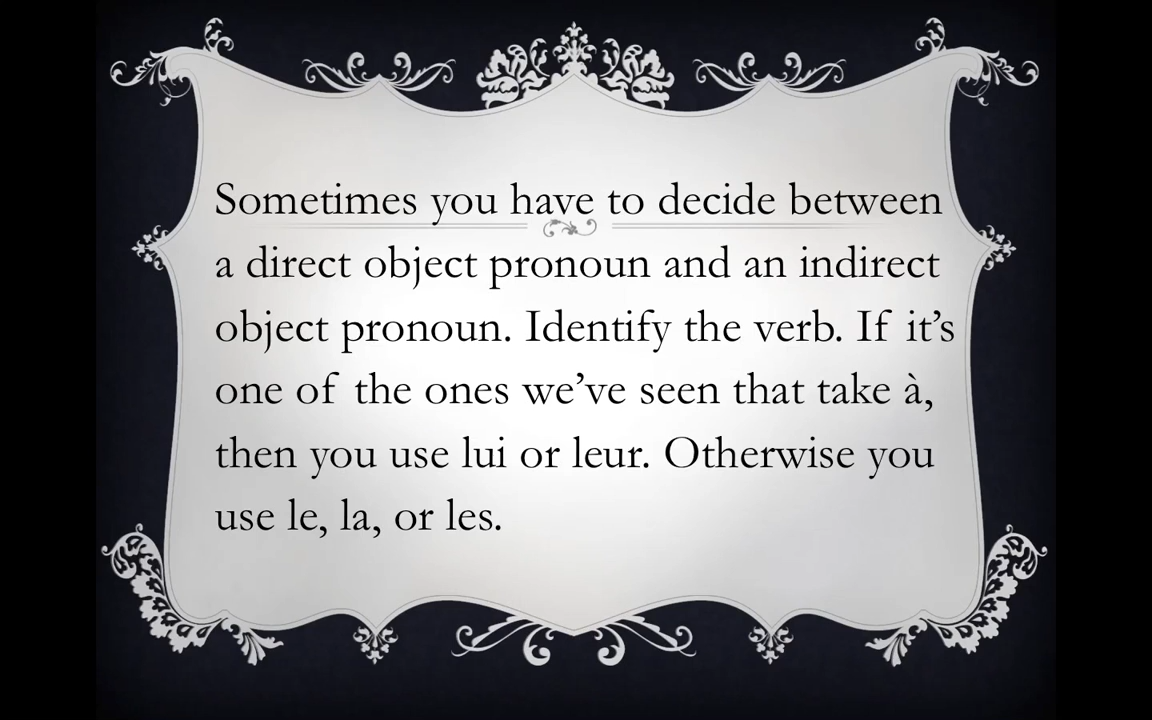 Sometimes you have to decide between
a direct object pronoun and an indirect
object pronoun. Identify the verb. If it’s
one of the ones we’ve seen that take à,
then you use lui or leur. Otherwise you
use le, la, or les.